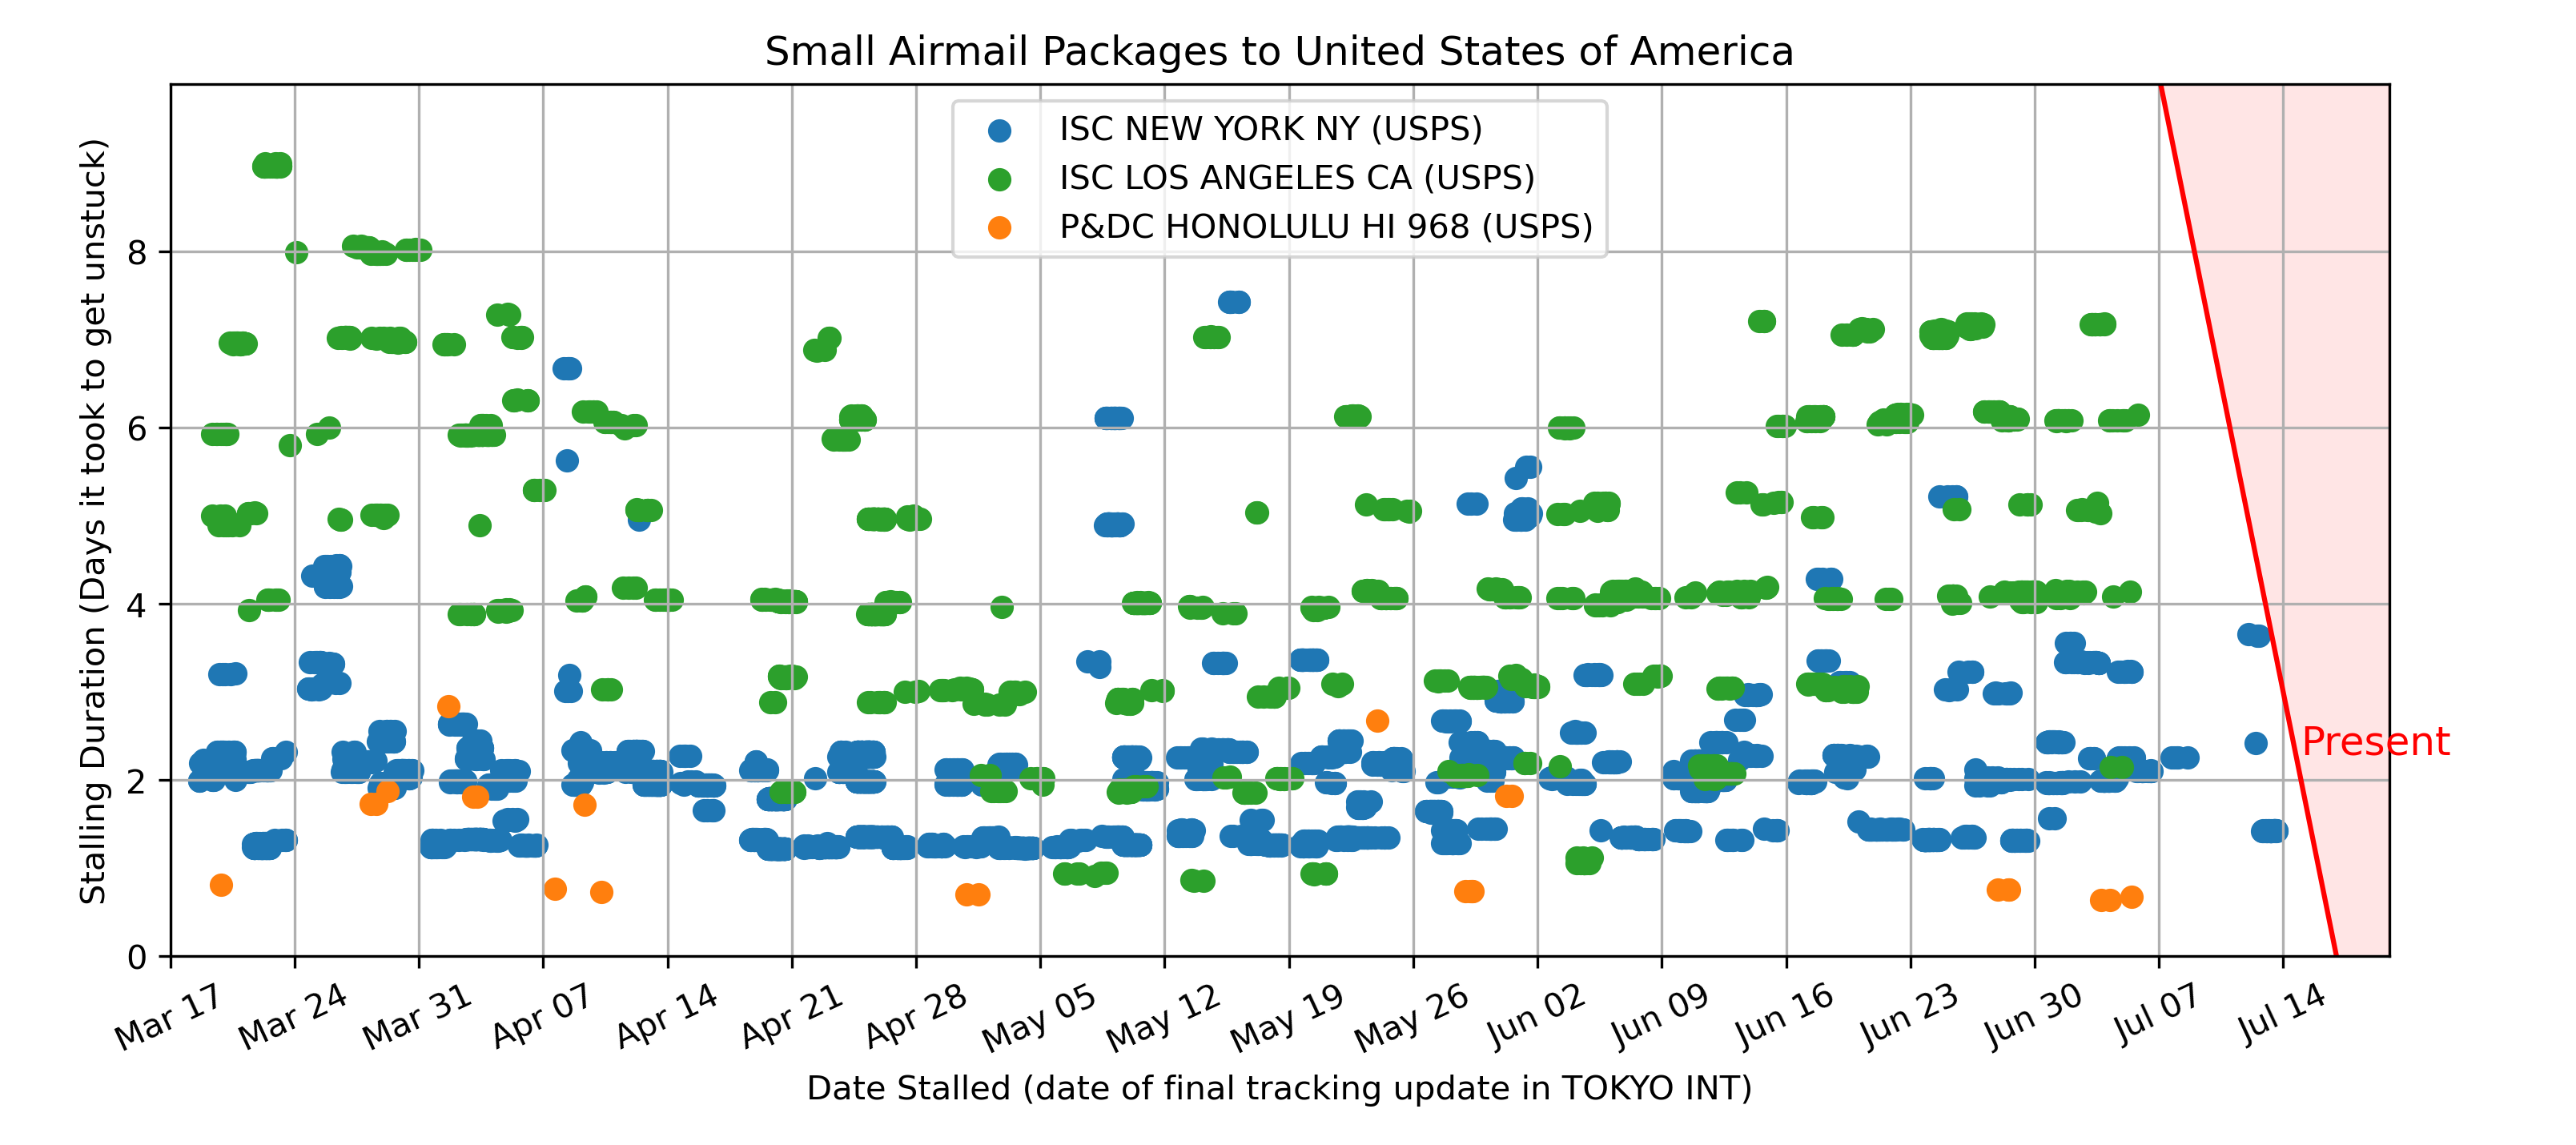 Small Airmail Packages to United States of America
ISC NEW YORK NY (USPS)
ISC LOS ANGELES CA (USPS)
P&DC HONOLULU HI 968 (USPS)
Stalling Duration (Days it took to get unstuck)
8
6
4
2
0
Present
Mar 17
Mar 24
Mar 31
Apr 07
Apr 14
Apr 21
Apr 28
May 05
May 12
May 19
May 26
Jun 02
Jun 09
Jun 16
Jun 23
Jun 30
Jul 07
Jul 14
Date Stalled (date of final tracking update in TOKYO INT)